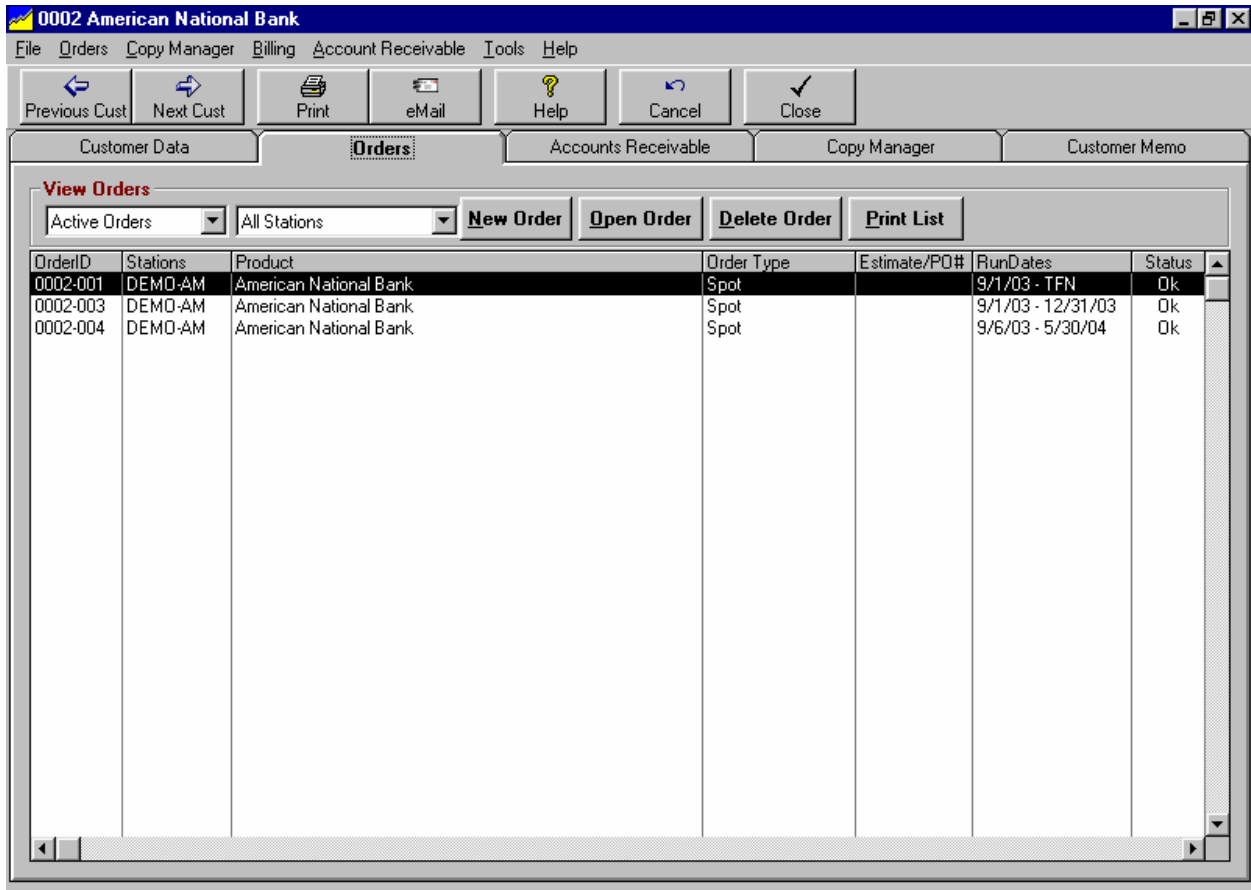 0002 American National Bank
File Orders Copy Manager Billing Account Receivable Tools Help
Previous Cust Next Cust Print eMail Help Cancel Close
Customer Data Orders Accounts Receivable Copy Manager Customer Memo
View Orders
Active Orders All Stations New Order Open Order Delete Order Print List
OrderID Stations Product Order Type Estimate/PO# RunDates Status
0002-001 DEMO-AM American National Bank Spot 9/1/03 - TFN Ok
0002-003 DEMO-AM American National Bank Spot 9/1/03 - 12/31/03 Ok
0002-004 DEMO-AM American National Bank Spot 9/6/03 - 5/30/04 Ok